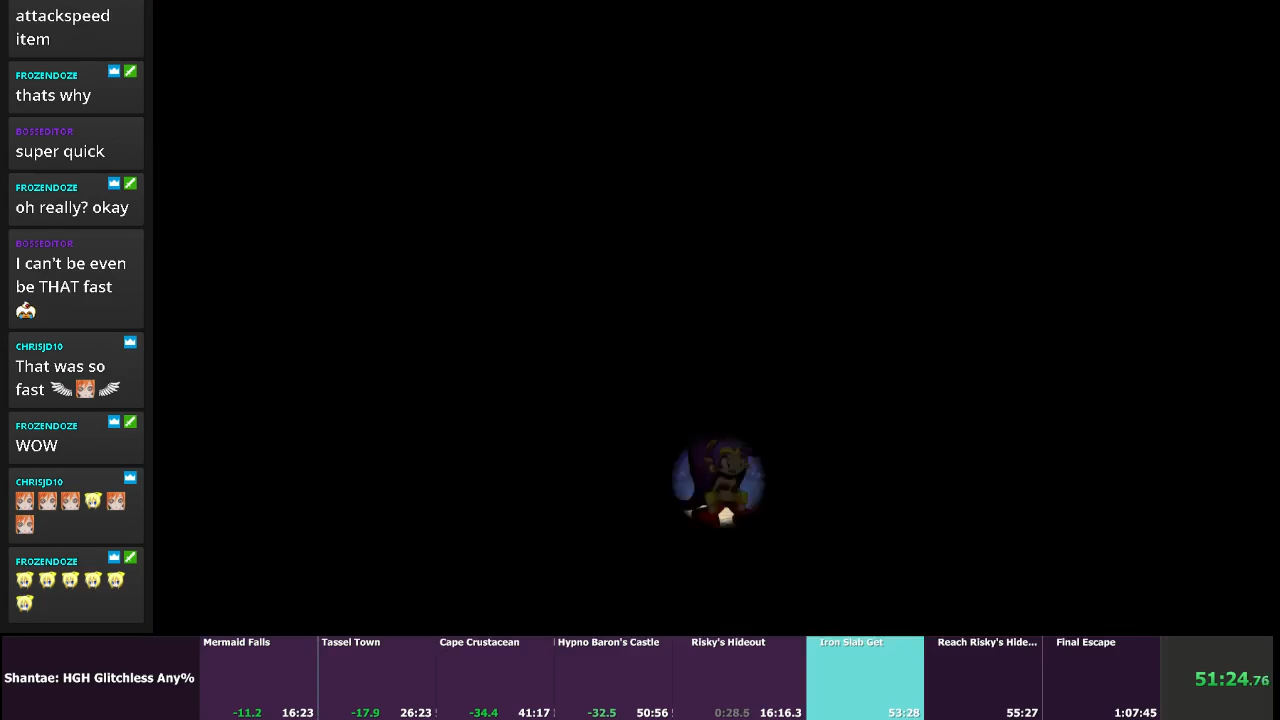 attackspeed
item
FROZENDOZE
thats why
BOSSEDITOR
super quick
FROZENDOZE
oh really? okay
BOSSEDITOR
I can't be even
be THAT fast
CHRISJD10
That was so
fast
FROZENDOZE
WOW
CHRISJD10
FROZENDOZE
Shantae: HGH Glitchless Any%
Mermaid Falls
-11.2 16:23
Tassel Town
-17.9 26:23
Cape Crustacean
-34.4 41:17
Hypno Baron's Castle
-32.5 50:56
Risky's Hideout
0:28.5 16:16.3
Iron Slab Get
53:28
Reach Risky's Hide...
55:27
Final Escape
1:07:45
51:24.76